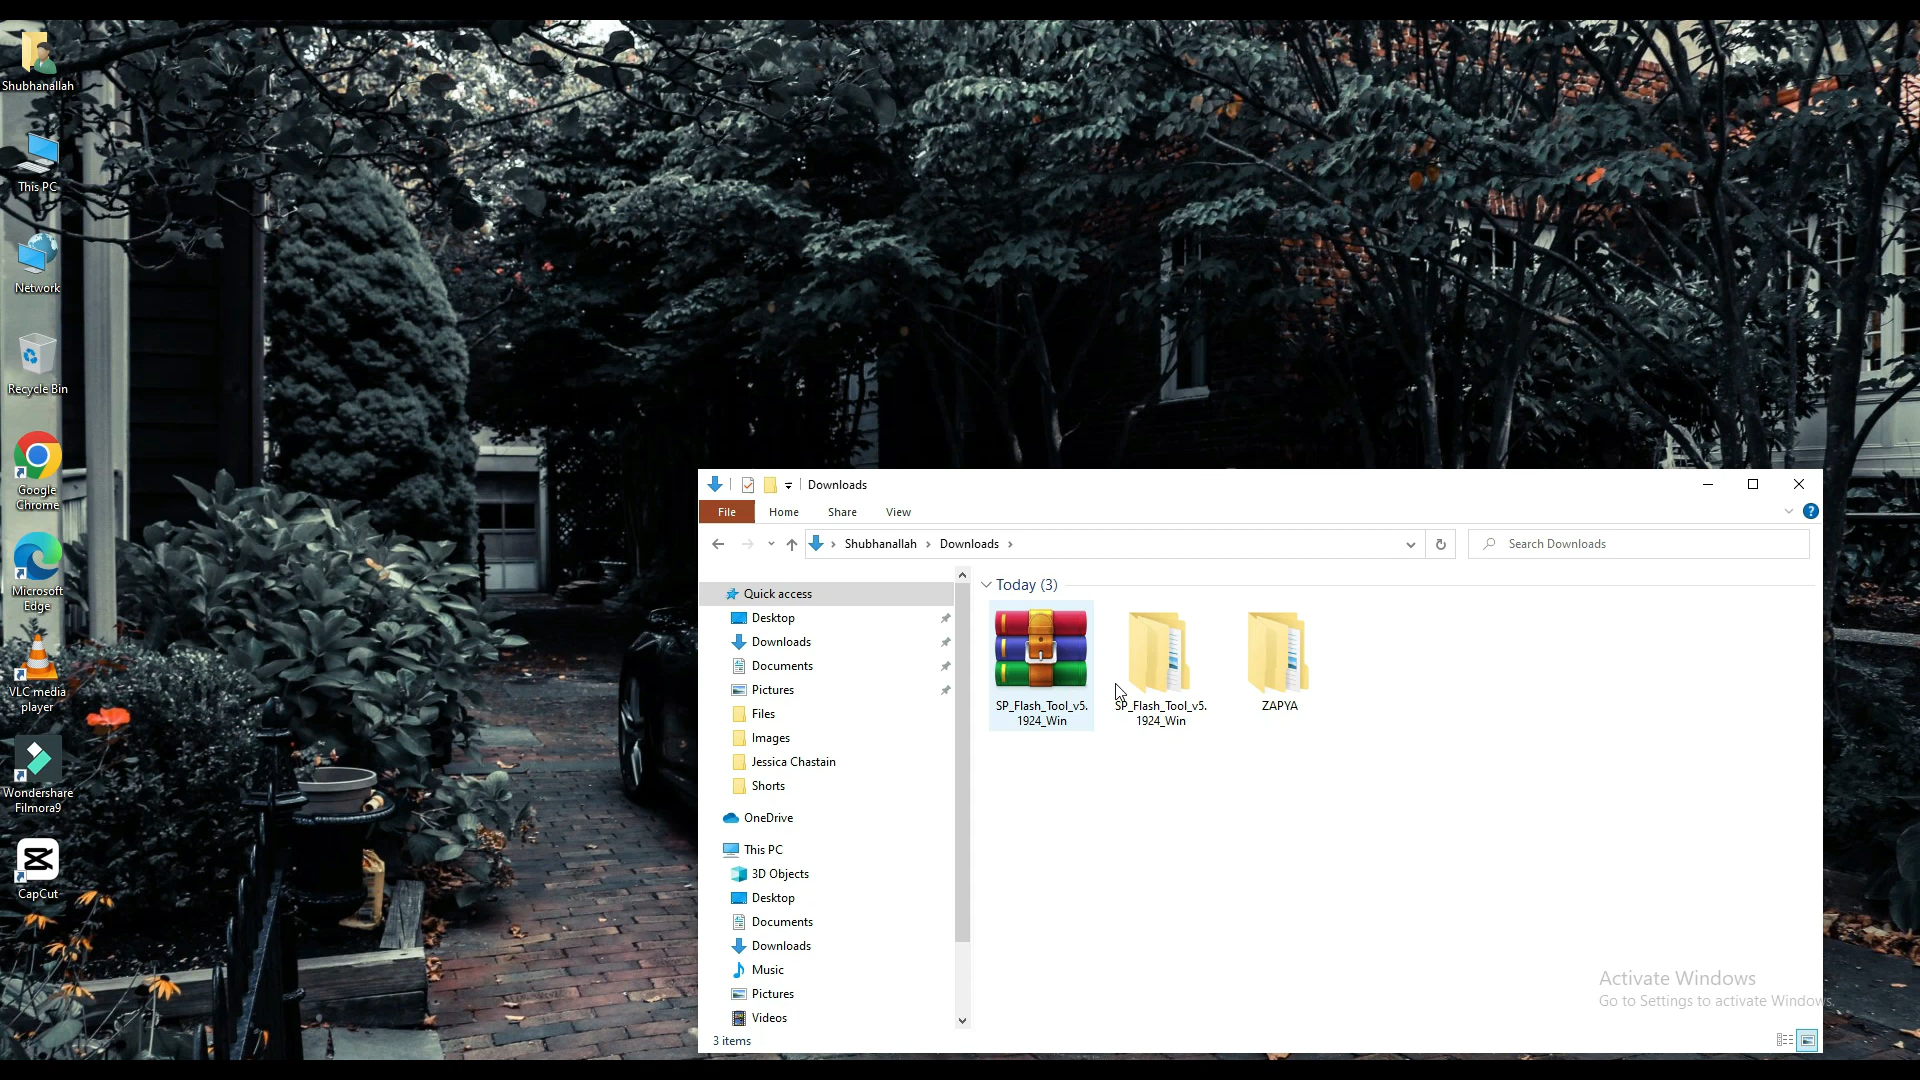 Shubhanallah
This PC
Network
Recycle Bin
Google
Chrome
Microsoft
Edge
VLC media
player
Wondershare
Filmora9
CapCut
Downloads
File Home Share View
Shubhanallah Downloads
Search Downloads
Quick access
Desktop
Downloads
Documents
Pictures
Files
Images
Jessica Chastain
Shorts
OneDrive
This PC
3D Objects
Desktop
Documents
Downloads
Music
Pictures
Videos
3 items
Today (3)
SP_Flash_Tool_v5.
1924_Win
SP_Flash_Tool_v5.
1924_Win
ZAPYA
Activate Windows
Go to Settings to activate Windows.